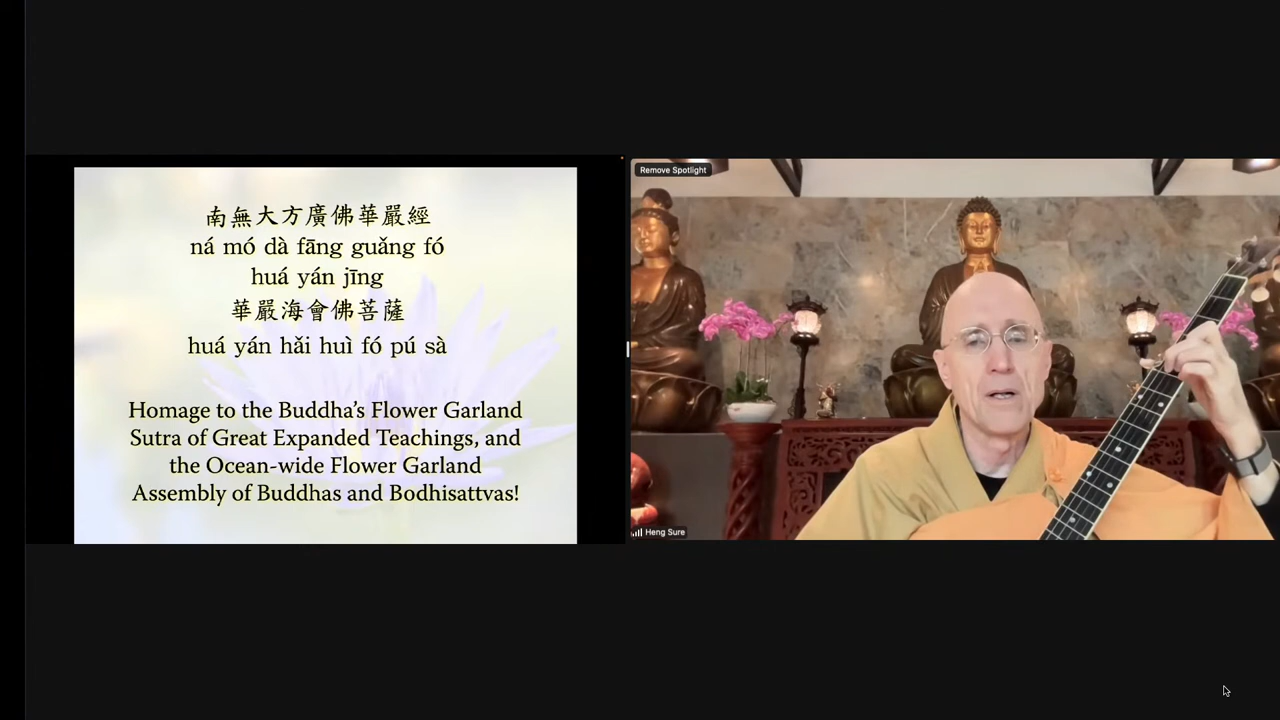 南無大方廣佛華嚴經
ná mó dà fāng guǎng fó
huá yán jīng
華嚴海會佛菩薩
huá yán hǎi huì fó pú sà
Homage to the Buddha’s Flower Garland
Sutra of Great Expanded Teachings, and
the Ocean-wide Flower Garland
Assembly of Buddhas and Bodhisattvas!
Remove Spotlight
Heng Sure